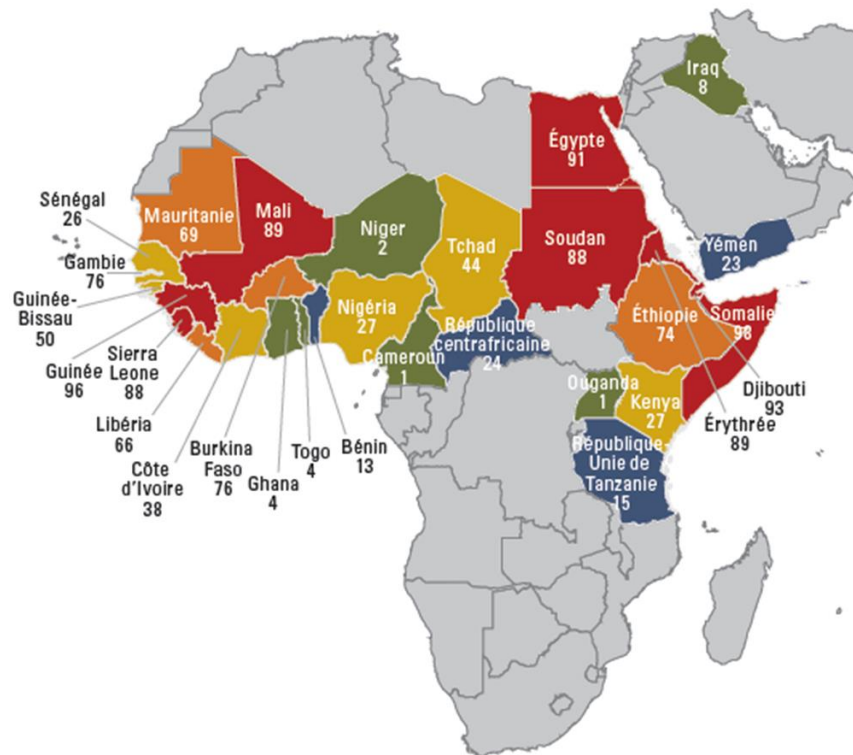 Iraq
8
Égypte
91
Sénégal
26
Mauritanie
69
Mali
89
Niger
2
Tchad
44
Soudan
88
Yémen
23
Gambie
76
Guinée-
Bissau
50
Nigéria
27
République
centrafricaine
24
Éthiopie
74
Somalie
98
Guinée
96
Sierra
Leone
88
Cameroun
1
Ouganda
1
Kenya
27
Djibouti
93
Érythrée
89
Libéria
66
Côte
d'Ivoire
38
Burkina
Faso
76
Ghana
4
Togo
4
Bénin
13
République-
Unie de
Tanzanie
15